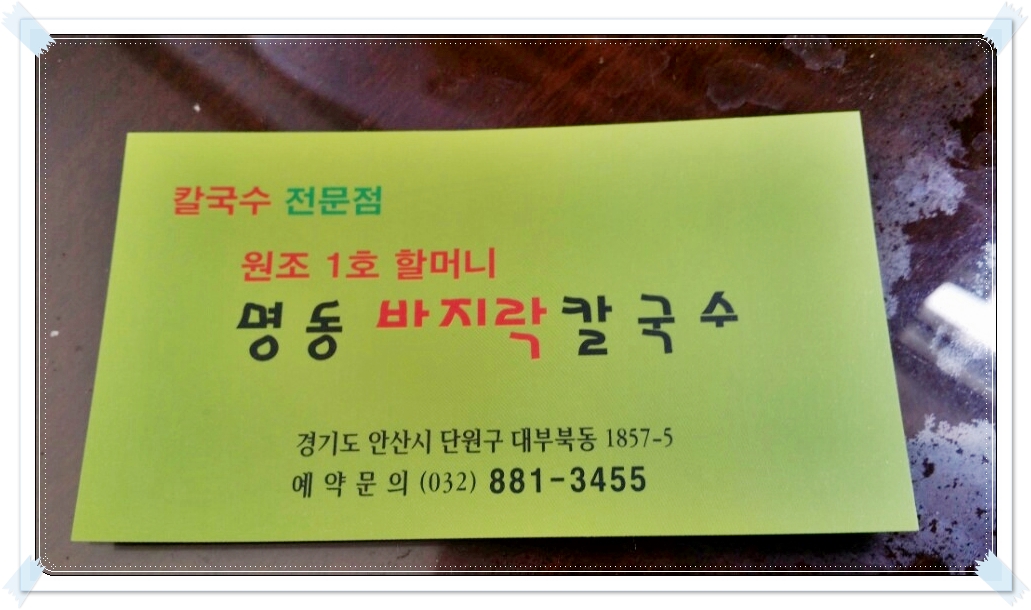 칼국수 전문점
원조 1호 할머니
명동 바지락 칼국수
경기도 안산시 단원구 대부북동 1857-5
예약문의 (032) 881-3455